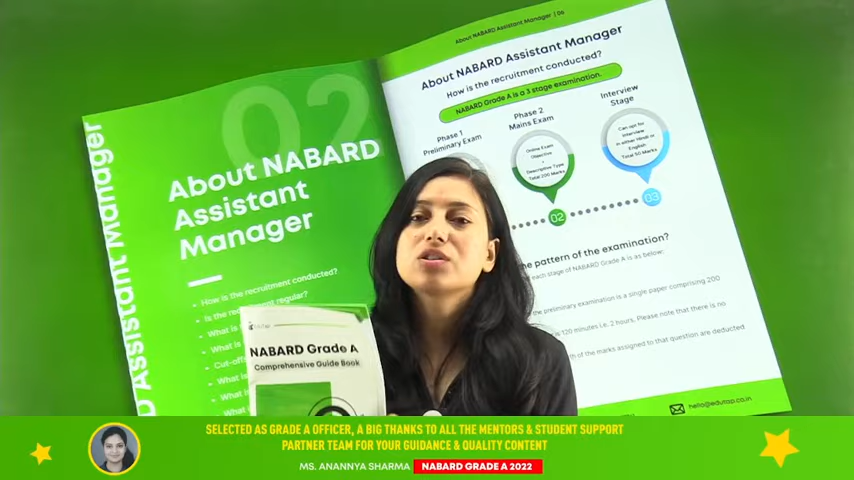 D Assistant Manager
02
About NABARD
Assistant
Manager
How is the recruitment conducted?
Is the recruitment regular?
What is
What is
Cut-off
What is
What is
What
About NABARD Assistant Manager | 06
About NABARD Assistant Manager
How is the recruitment conducted?
NABARD Grade A is a 3 stage examination.
Phase 1
Preliminary Exam
Phase 2
Mains Exam
Online Exam
Objective
+
Descriptive Type
Total 200 Marks
02
Interview
Stage
Can opt for
interview
in either Hindi or
English
Total 50 Marks
03
pattern of the examination?
each stage of NABARD Grade A is as below:
preliminary examination is a single paper comprising 200
120 minutes i.e. 2 hours. Please note that there is no
of the marks assigned to that question are deducted
hello@edutap.co.in
NABARD Grade A
Comprehensive Guide Book
SELECTED AS GRADE A OFFICER, A BIG THANKS TO ALL THE MENTORS & STUDENT SUPPORT
PARTNER TEAM FOR YOUR GUIDANCE & QUALITY CONTENT
MS. ANANNYA SHARMA NABARD GRADE A 2022